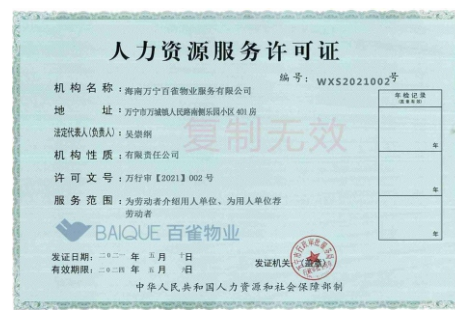 人力资源服务许可证
编号：WXS2021002号
机构名称：海南万宁百雀物业服务有限公司
地　　址：万宁市万城镇人民路南侧乐园小区401房
法定代表人(负责人)：吴崇纲
机构性质：有限责任公司
许可文号：万行审【2021】002号
服务范围：为劳动者介绍用人单位、为用人单位荐
劳动者
年检记录
年
年
年
复制无效
BAIQUE 百雀物业
发证日期：二〇二一 年 五月 十日
有效期限：二〇二四 年 五月 日
发证机关：（盖章）
中华人民共和国人力资源和社会保障部制